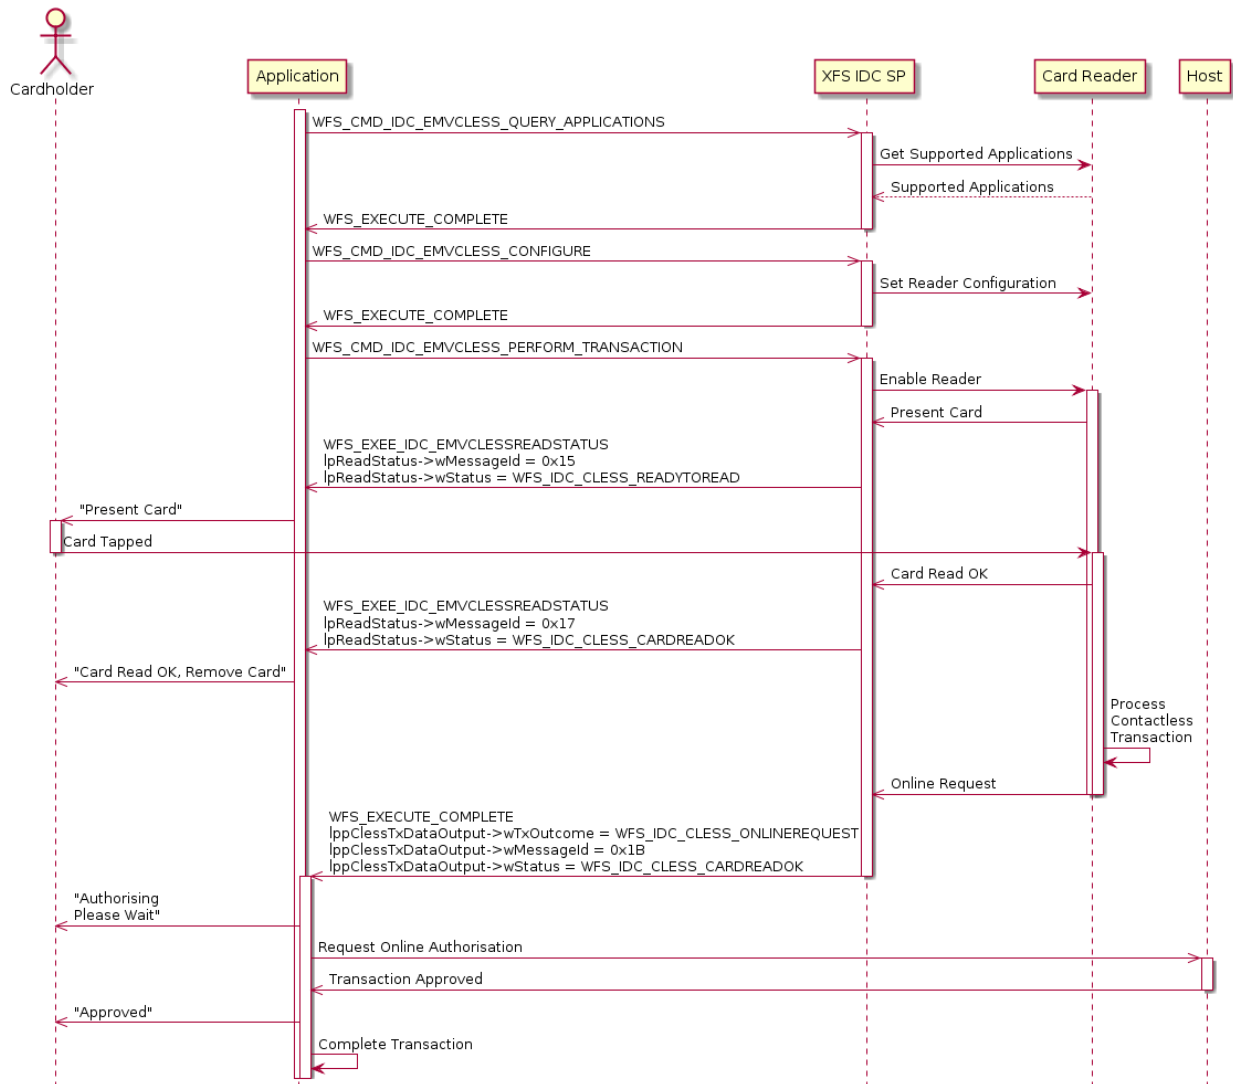 Cardholder
Application
XFS IDC SP
Card Reader
Host
WFS_CMD_IDC_EMVCLESS_QUERY_APPLICATIONS
Get Supported Applications
Supported Applications
WFS_EXECUTE_COMPLETE
WFS_CMD_IDC_EMVCLESS_CONFIGURE
Set Reader Configuration
WFS_EXECUTE_COMPLETE
WFS_CMD_IDC_EMVCLESS_PERFORM_TRANSACTION
Enable Reader
Present Card
WFS_EXEE_IDC_EMVCLESSREADSTATUS
lpReadStatus->wMessageId = 0x15
lpReadStatus->wStatus = WFS_IDC_CLESS_READYTOREAD
"Present Card"
Card Tapped
Card Read OK
WFS_EXEE_IDC_EMVCLESSREADSTATUS
lpReadStatus->wMessageId = 0x17
lpReadStatus->wStatus = WFS_IDC_CLESS_CARDREADOK
"Card Read OK, Remove Card"
Process
Contactless
Transaction
Online Request
WFS_EXECUTE_COMPLETE
lppClessTxDataOutput->wTxOutcome = WFS_IDC_CLESS_ONLINEREQUEST
lppClessTxDataOutput->wMessageId = 0x1B
lppClessTxDataOutput->wStatus = WFS_IDC_CLESS_CARDREADOK
"Authorising
Please Wait"
Request Online Authorisation
Transaction Approved
"Approved"
Complete Transaction